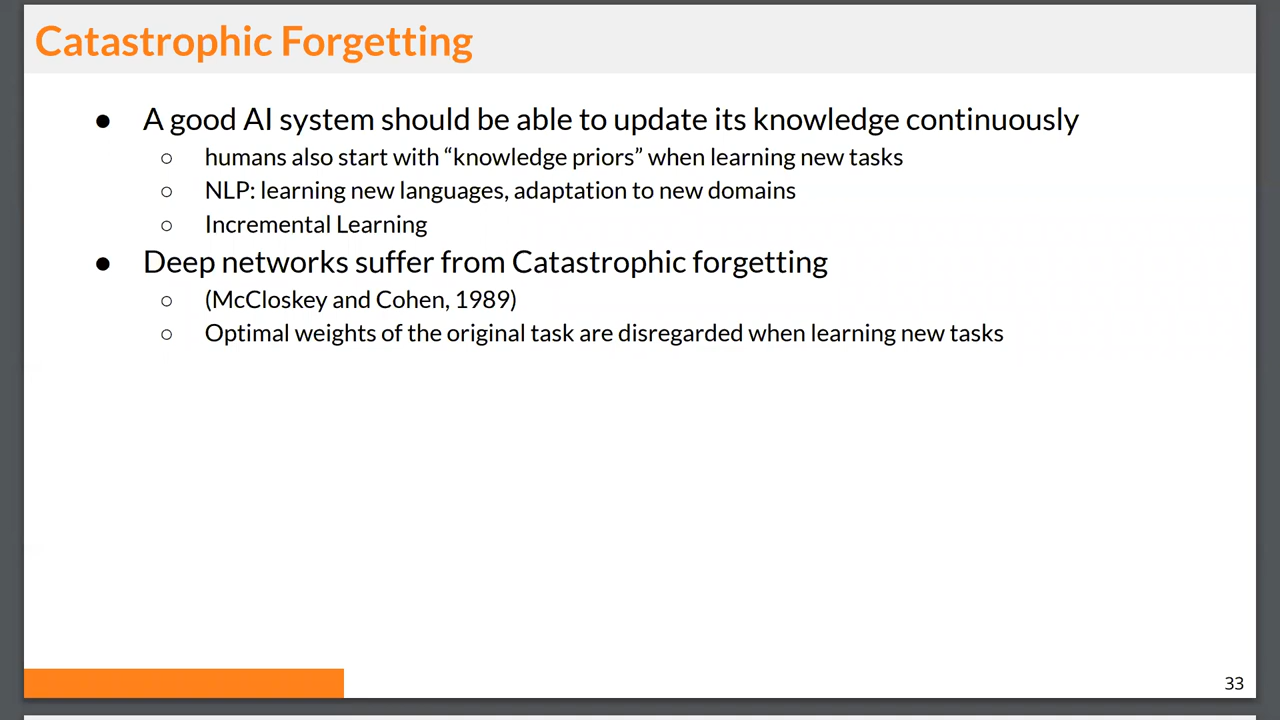 Catastrophic Forgetting
● A good AI system should be able to update its knowledge continuously
○ humans also start with “knowledge priors” when learning new tasks
○ NLP: learning new languages, adaptation to new domains
○ Incremental Learning
● Deep networks suffer from Catastrophic forgetting
○ (McCloskey and Cohen, 1989)
○ Optimal weights of the original task are disregarded when learning new tasks
33